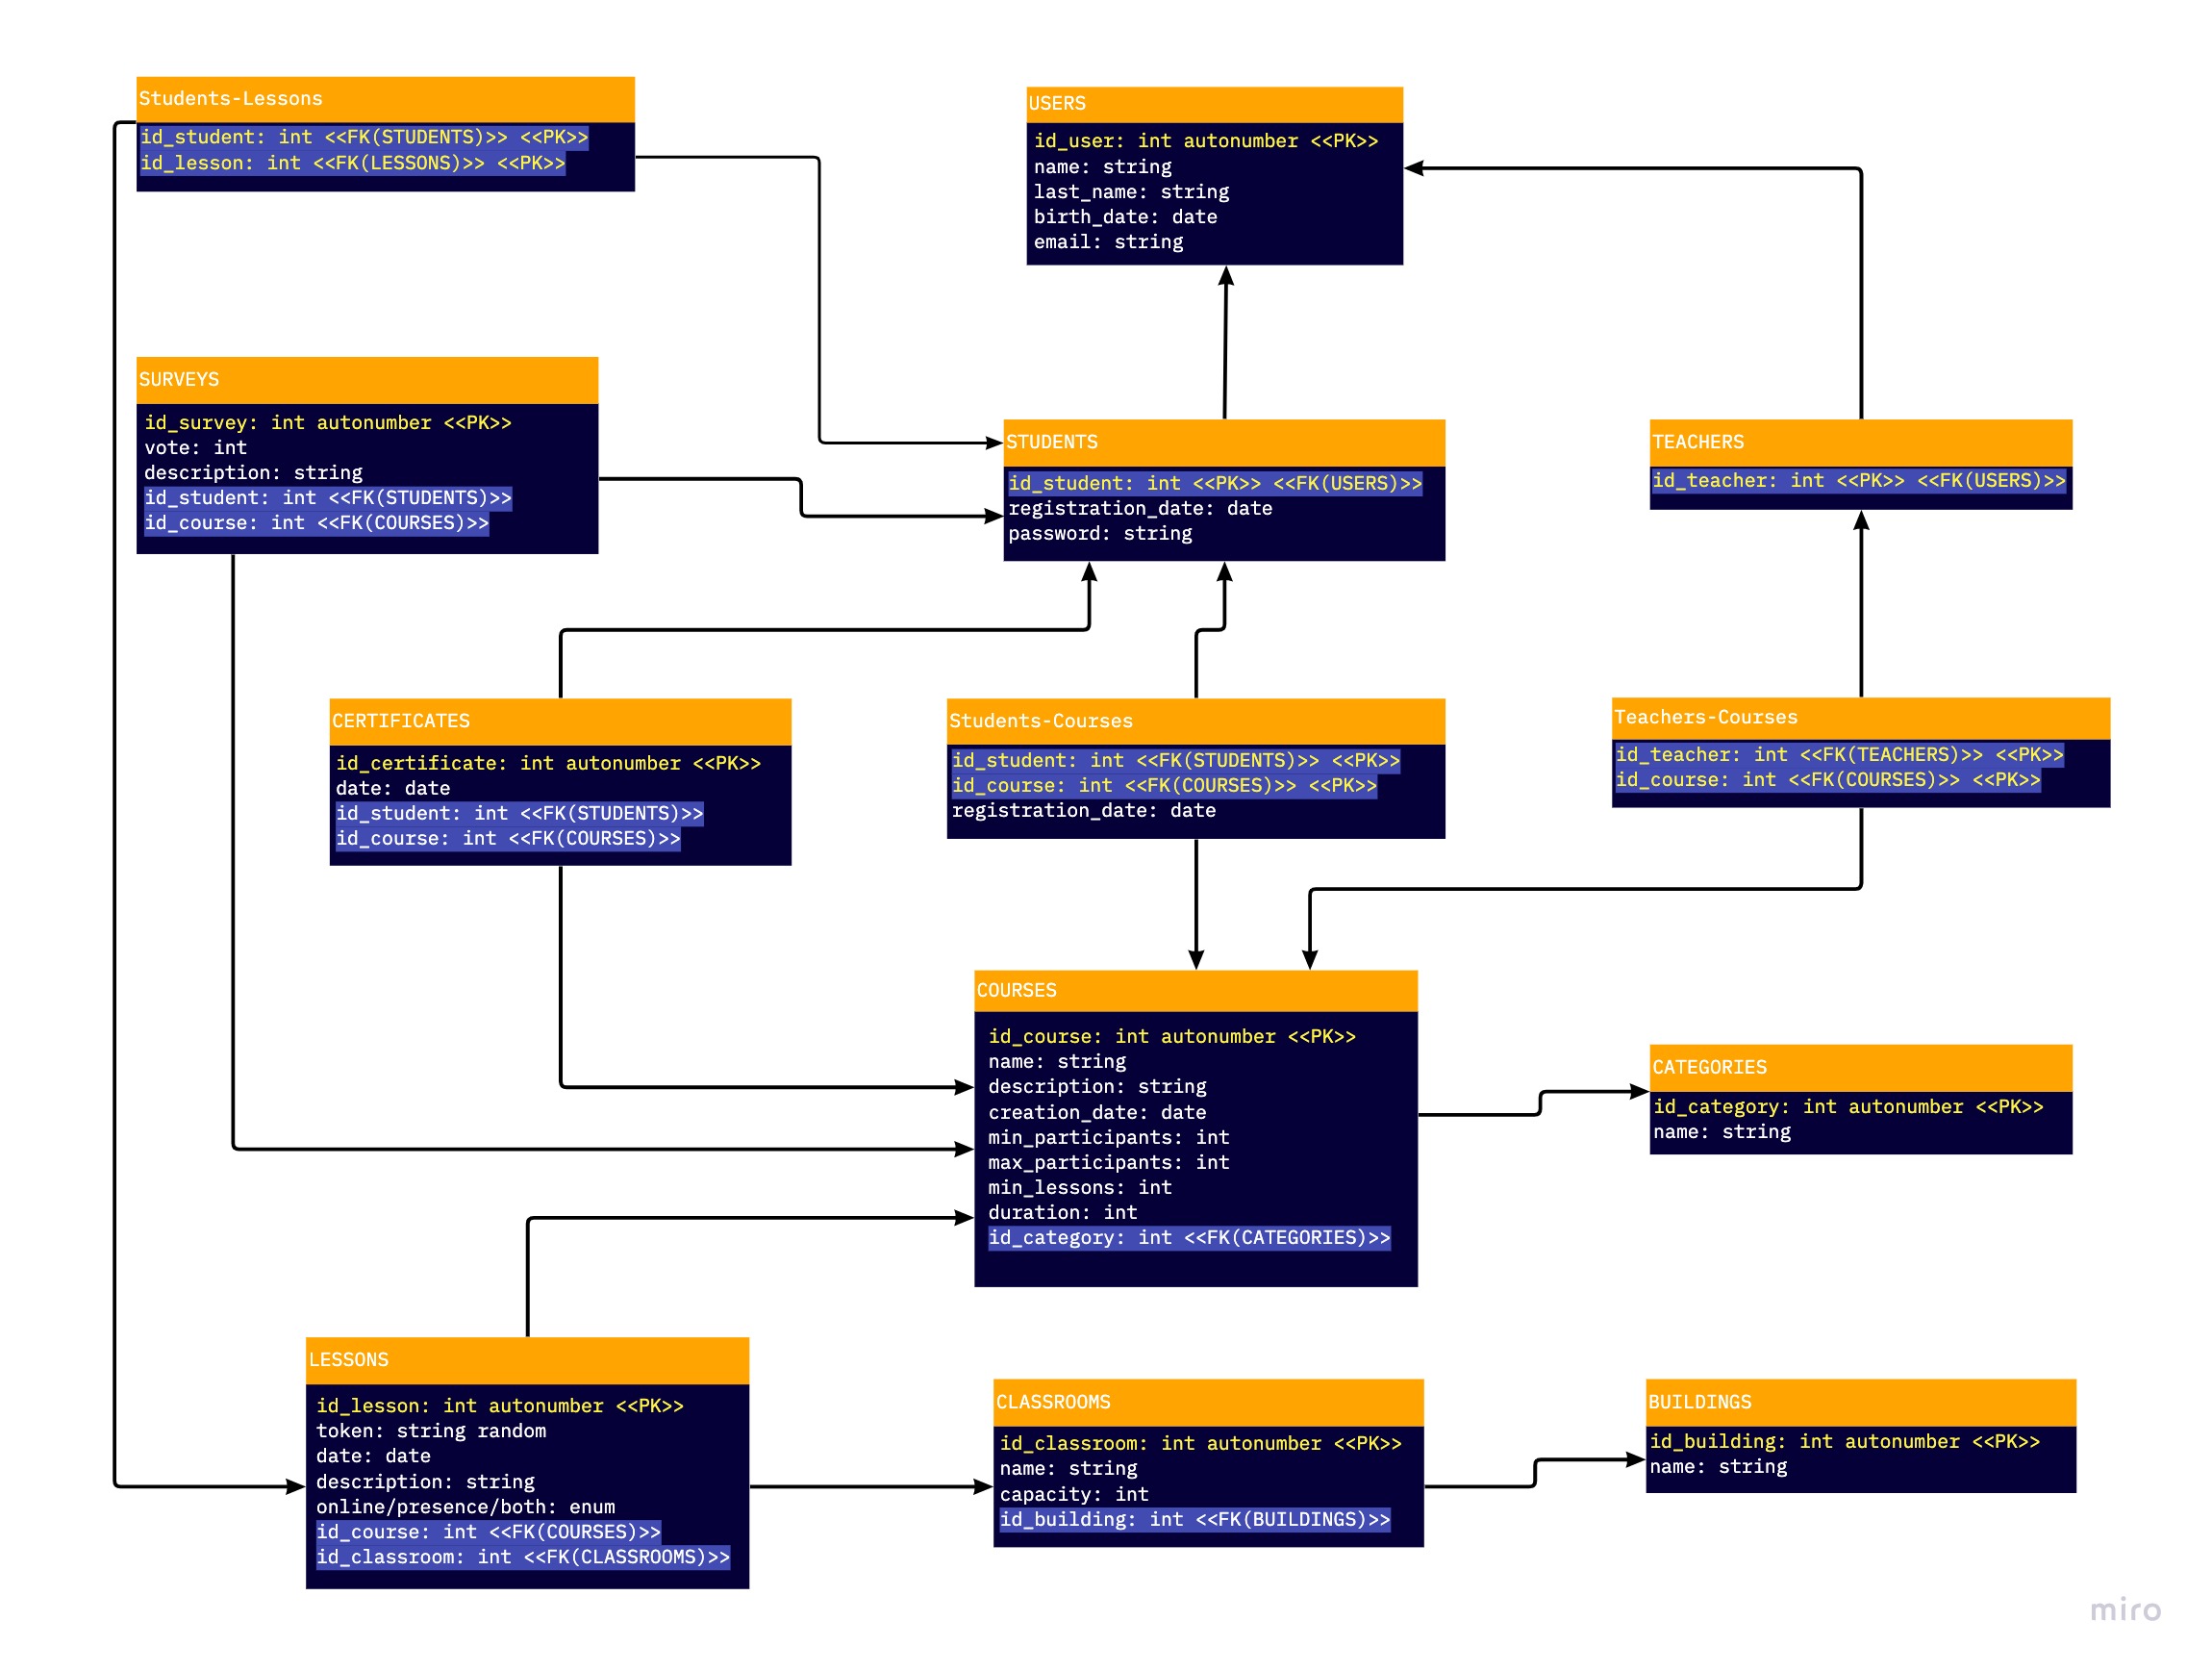 Students-Lessons
id_student: int <<FK(STUDENTS)>> <<PK>>
id_lesson: int <<FK(LESSONS)>> <<PK>>
USERS
id_user: int autonumber <<PK>>
name: string
last_name: string
birth_date: date
email: string
SURVEYS
id_survey: int autonumber <<PK>>
vote: int
description: string
id_student: int <<FK(STUDENTS)>>
id_course: int <<FK(COURSES)>>
STUDENTS
id_student: int <<PK>> <<FK(USERS)>>
registration_date: date
password: string
TEACHERS
id_teacher: int <<PK>> <<FK(USERS)>>
CERTIFICATES
id_certificate: int autonumber <<PK>>
date: date
id_student: int <<FK(STUDENTS)>>
id_course: int <<FK(COURSES)>>
Students-Courses
id_student: int <<FK(STUDENTS)>> <<PK>>
id_course: int <<FK(COURSES)>> <<PK>>
registration_date: date
Teachers-Courses
id_teacher: int <<FK(TEACHERS)>> <<PK>>
id_course: int <<FK(COURSES)>> <<PK>>
COURSES
id_course: int autonumber <<PK>>
name: string
description: string
creation_date: date
min_participants: int
max_participants: int
min_lessons: int
duration: int
id_category: int <<FK(CATEGORIES)>>
CATEGORIES
id_category: int autonumber <<PK>>
name: string
LESSONS
id_lesson: int autonumber <<PK>>
token: string random
date: date
description: string
online/presence/both: enum
id_course: int <<FK(COURSES)>>
id_classroom: int <<FK(CLASSROOMS)>>
CLASSROOMS
id_classroom: int autonumber <<PK>>
name: string
capacity: int
id_building: int <<FK(BUILDINGS)>>
BUILDINGS
id_building: int autonumber <<PK>>
name: string
miro